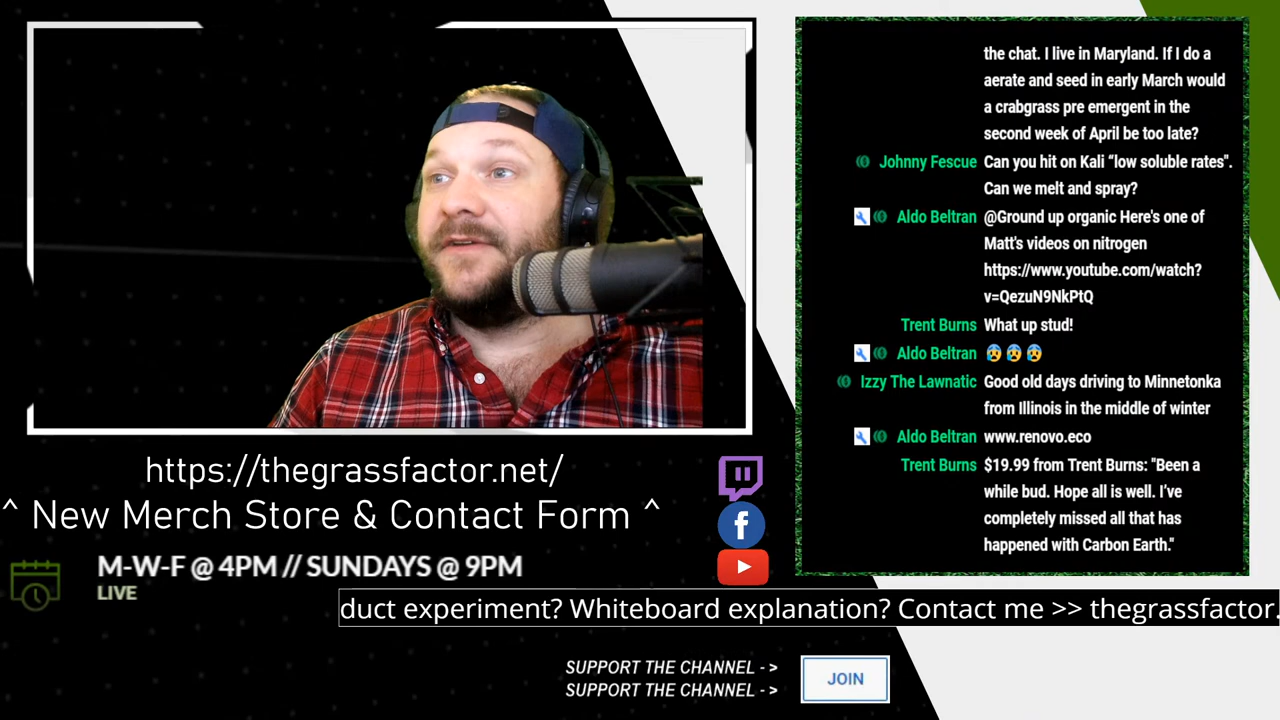 the chat. I live in Maryland. If I do a
aerate and seed in early March would
a crabgrass pre emergent in the
second week of April be too late?
Johnny Fescue Can you hit on Kali “low soluble rates".
Can we melt and spray?
Aldo Beltran @Ground up organic Here's one of
Matt's videos on nitrogen
https://www.youtube.com/watch?
v=QezuN9NkPtQ
Trent Burns What up stud!
Aldo Beltran 😰😰😰
Izzy The Lawnatic Good old days driving to Minnetonka
from Illinois in the middle of winter
Aldo Beltran www.renovo.eco
Trent Burns $19.99 from Trent Burns: "Been a
while bud. Hope all is well. I’ve
completely missed all that has
happened with Carbon Earth."
https://thegrassfactor.net/
^ New Merch Store & Contact Form ^
M-W-F @ 4PM // SUNDAYS @ 9PM
LIVE
duct experiment? Whiteboard explanation? Contact me >> thegrassfactor.
SUPPORT THE CHANNEL - >
SUPPORT THE CHANNEL - >
JOIN